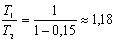 T₁/T₂ = 1/(1−0,15) ≈ 1,18